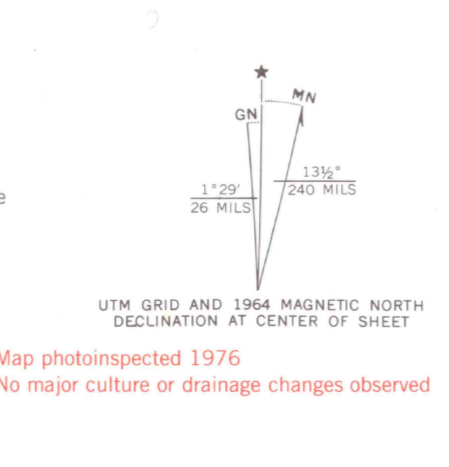 ★
MN
GN
13½°
240 MILS
1°29'
26 MILS
e
UTM GRID AND 1964 MAGNETIC NORTH
DECLINATION AT CENTER OF SHEET
Map photoinspected 1976
No major culture or drainage changes observed